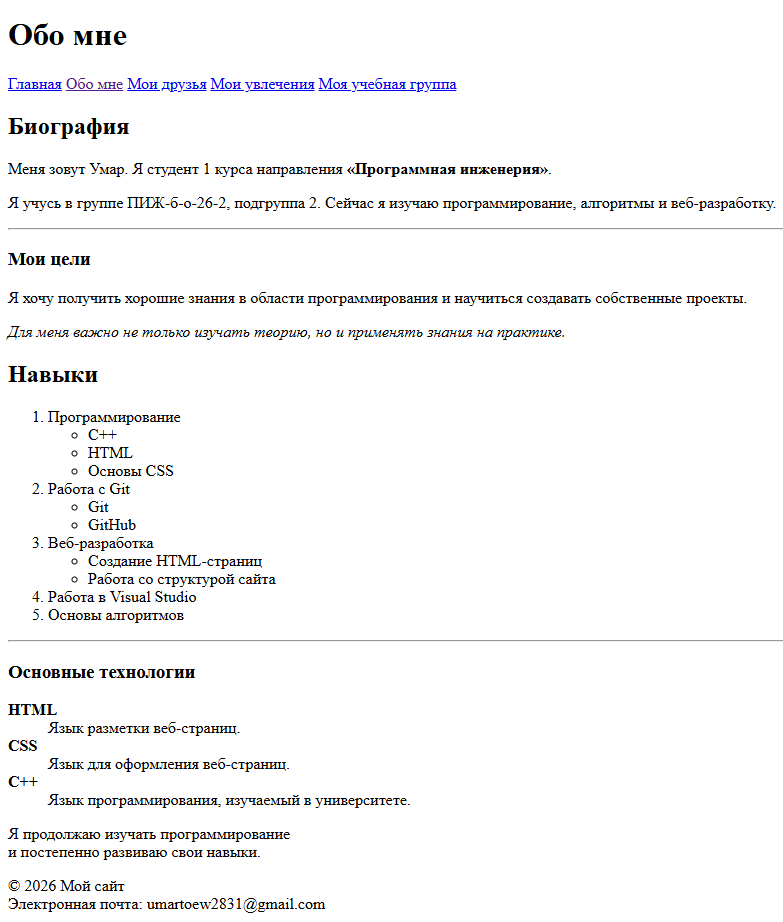 Обо мне
Главная Обо мне Мои друзья Мои увлечения Моя учебная группа
Биография
Меня зовут Умар. Я студент 1 курса направления «Программная инженерия».
Я учусь в группе ПИЖ-б-о-26-2, подгруппа 2. Сейчас я изучаю программирование, алгоритмы и веб-разработку.
Мои цели
Я хочу получить хорошие знания в области программирования и научиться создавать собственные проекты.
Для меня важно не только изучать теорию, но и применять знания на практике.
Навыки
1. Программирование
C++
HTML
Основы CSS
2. Работа с Git
Git
GitHub
3. Веб-разработка
Создание HTML-страниц
Работа со структурой сайта
4. Работа в Visual Studio
5. Основы алгоритмов
Основные технологии
HTML
Язык разметки веб-страниц.
CSS
Язык для оформления веб-страниц.
C++
Язык программирования, изучаемый в университете.
Я продолжаю изучать программирование
и постепенно развиваю свои навыки.
© 2026 Мой сайт
Электронная почта: umartoew2831@gmail.com